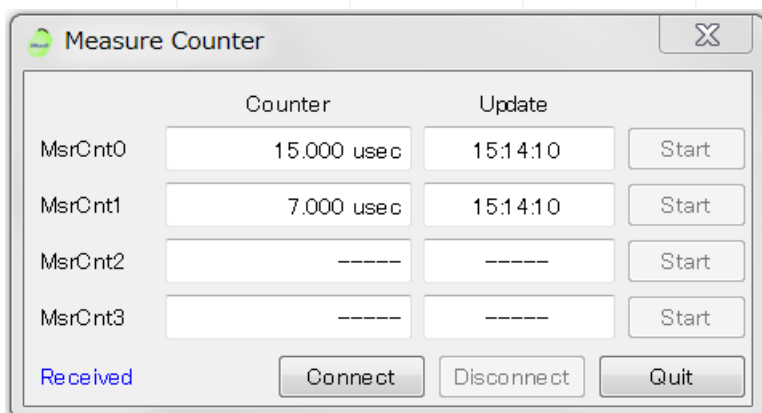 Measure Counter
Counter Update
MsrCnt0 15.000 usec 15:14:10 Start
MsrCnt1 7.000 usec 15:14:10 Start
MsrCnt2 ----- ----- Start
MsrCnt3 ----- ----- Start
Received Connect Disconnect Quit